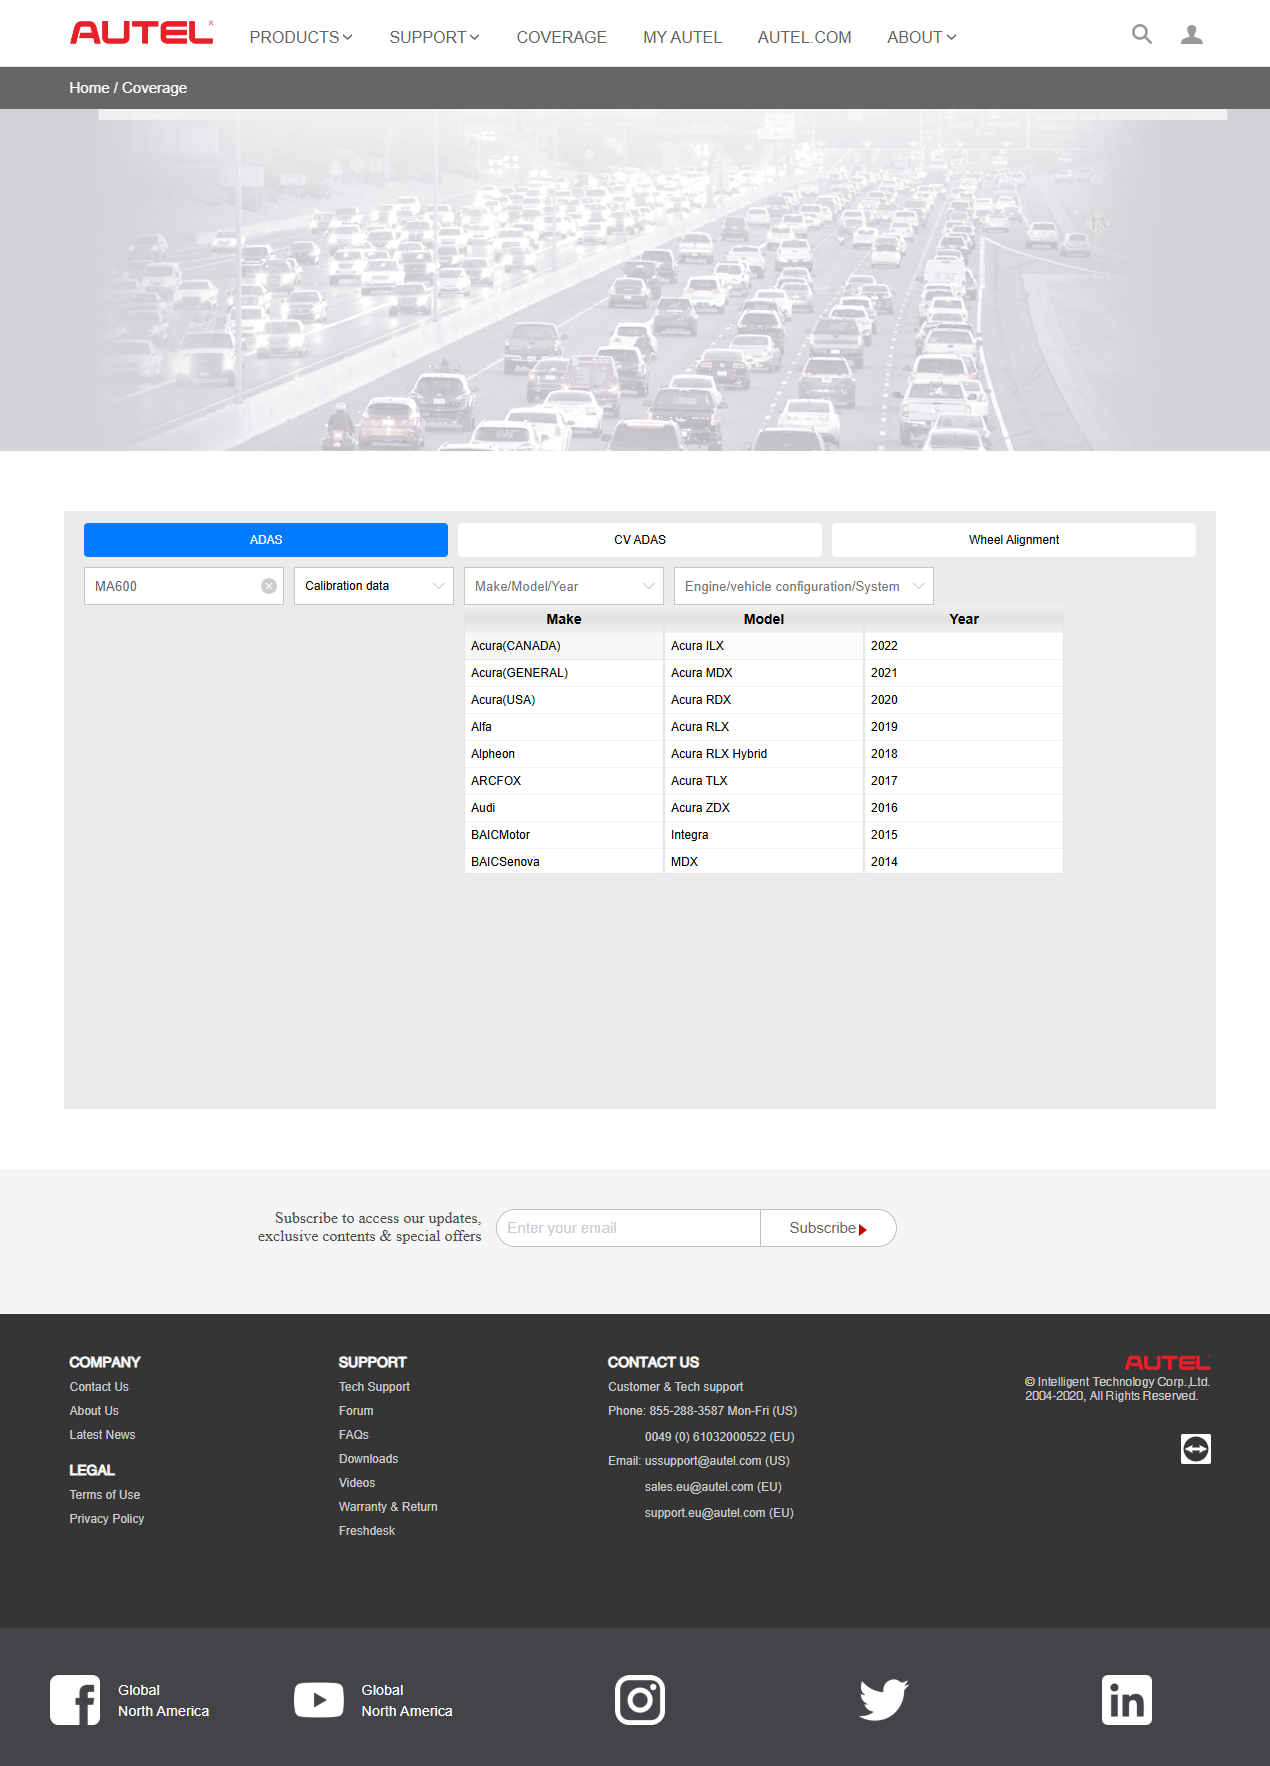 AUTEL
PRODUCTS SUPPORT COVERAGE MY AUTEL AUTEL.COM ABOUT
Home / Coverage
ADAS CV ADAS Wheel Alignment
MA600 Calibration data Make/Model/Year Engine/vehicle configuration/System
Make Model Year
Acura(CANADA) Acura ILX 2022
Acura(GENERAL) Acura MDX 2021
Acura(USA) Acura RDX 2020
Alfa Acura RLX 2019
Alpheon Acura RLX Hybrid 2018
ARCFOX Acura TLX 2017
Audi Acura ZDX 2016
BAICMotor Integra 2015
BAICSenova MDX 2014
Subscribe to access our updates,
exclusive contents & special offers
Enter your email Subscribe
COMPANY
Contact Us
About Us
Latest News
LEGAL
Terms of Use
Privacy Policy
SUPPORT
Tech Support
Forum
FAQs
Downloads
Videos
Warranty & Return
Freshdesk
CONTACT US
Customer & Tech support
Phone: 855-288-3587 Mon-Fri (US)
0049 (0) 61032000522 (EU)
Email: ussupport@autel.com (US)
sales.eu@autel.com (EU)
support.eu@autel.com (EU)
AUTEL
© Intelligent Technology Corp.,Ltd.
2004-2020, All Rights Reserved.
Global
North America
Global
North America